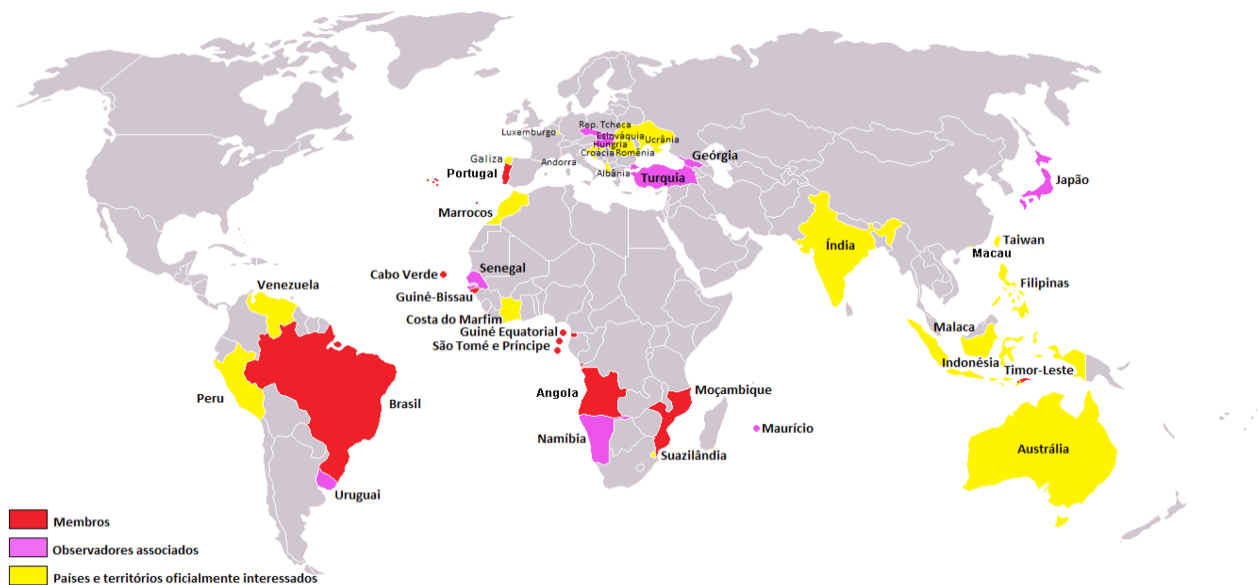 Rep. Tcheca
Luxemburgo
Eslováquia
Ucrânia
Hungria
Croácia
Romênia
Galiza
Andorra
Geórgia
Portugal
Albânia
Turquia
Japão
Marrocos
Taiwan
Índia
Macau
Cabo Verde
Senegal
Filipinas
Venezuela
Guiné-Bissau
Costa do Marfim
Malaca
Guiné Equatorial
São Tomé e Príncipe
Indonésia
Timor-Leste
Peru
Brasil
Angola
Moçambique
Namíbia
Maurício
Suazilândia
Austrália
Uruguai
Membros
Observadores associados
Países e territórios oficialmente interessados